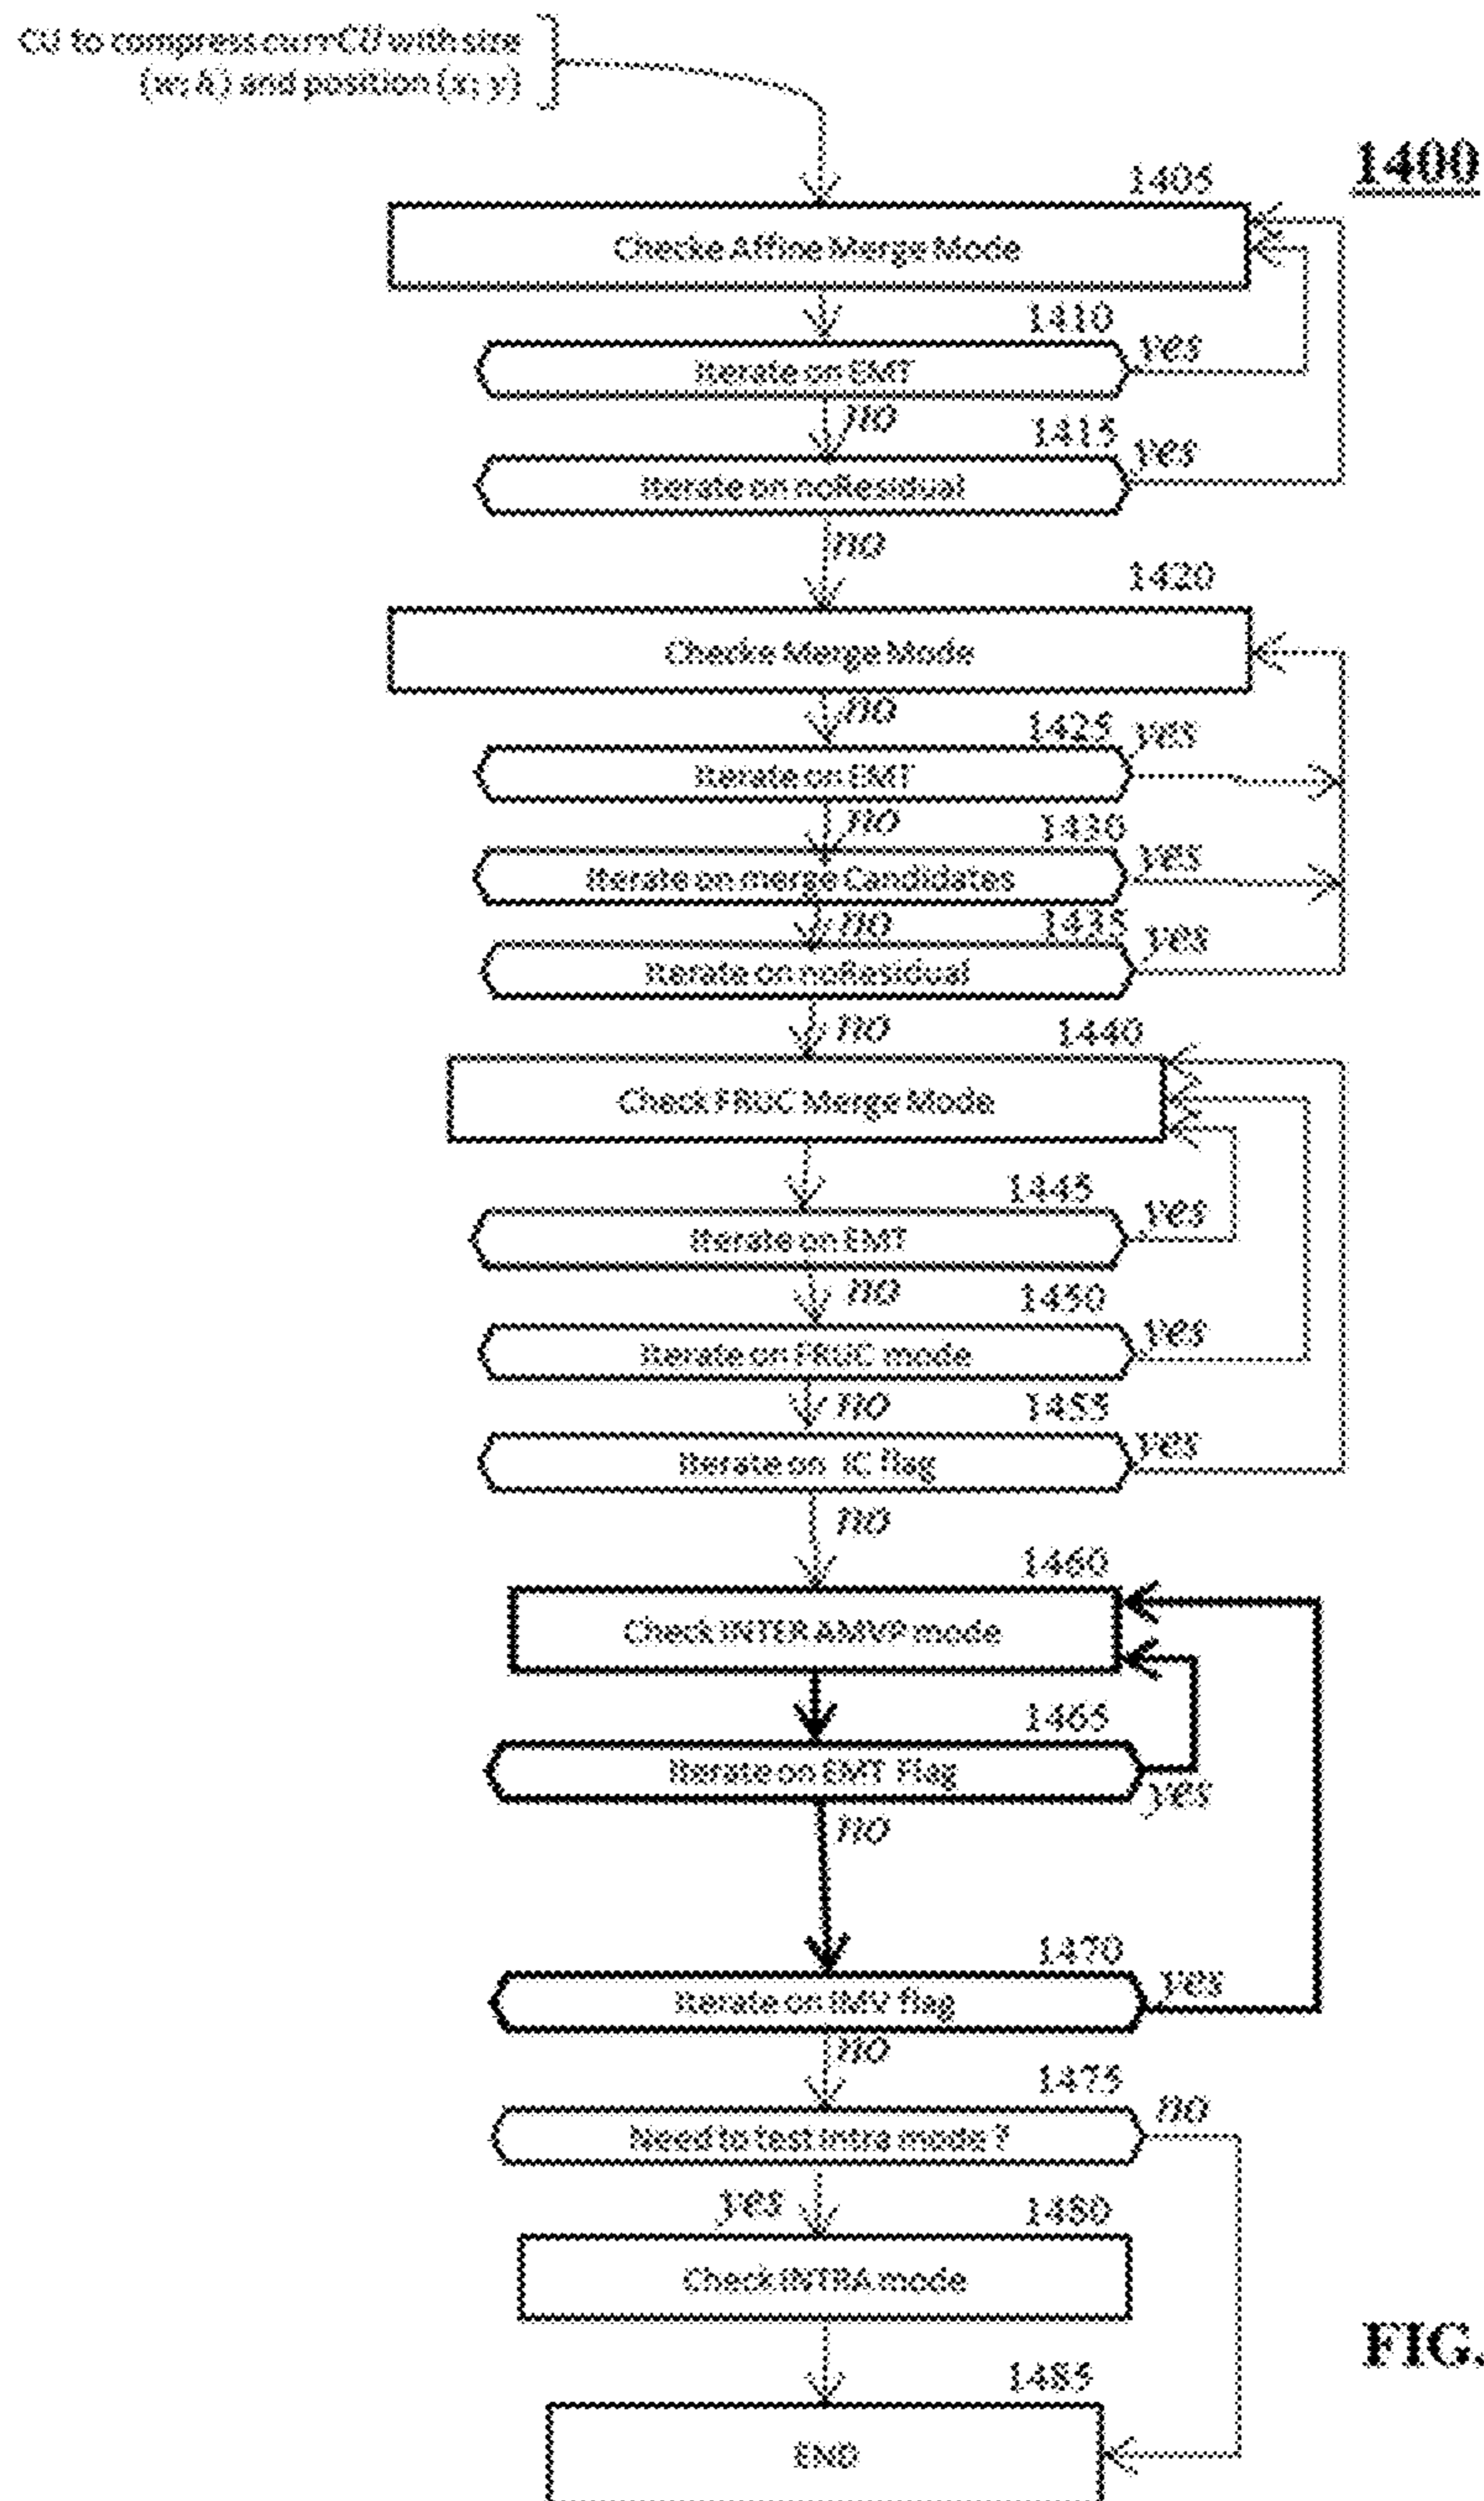 CU to compress currCU with size
(w; h) and position (x; y)
1400
1405
Checke Affine Merge Mode
1410
Iterate on EMT
yes
no
1415
Iterate on noResidual
yes
no
1420
Checke Merge Mode
no
1425
Iterate on EMT
yes
no
1430
Iterate on merge Candidates
yes
no
1435
Iterate on noResidual
yes
no
1440
Check FRUC Merge Mode
1445
Iterate on EMT
yes
no
1450
Iterate on FRUC mode
yes
no
1455
Iterate on IC flag
yes
no
1460
Check INTER AMVP mode
1465
Iterate on EMT Flag
yes
no
1470
Iterate on IMV flag
yes
no
1475
Need to test intra mode ?
no
yes
1480
Check INTRA mode
1485
END
FIG.